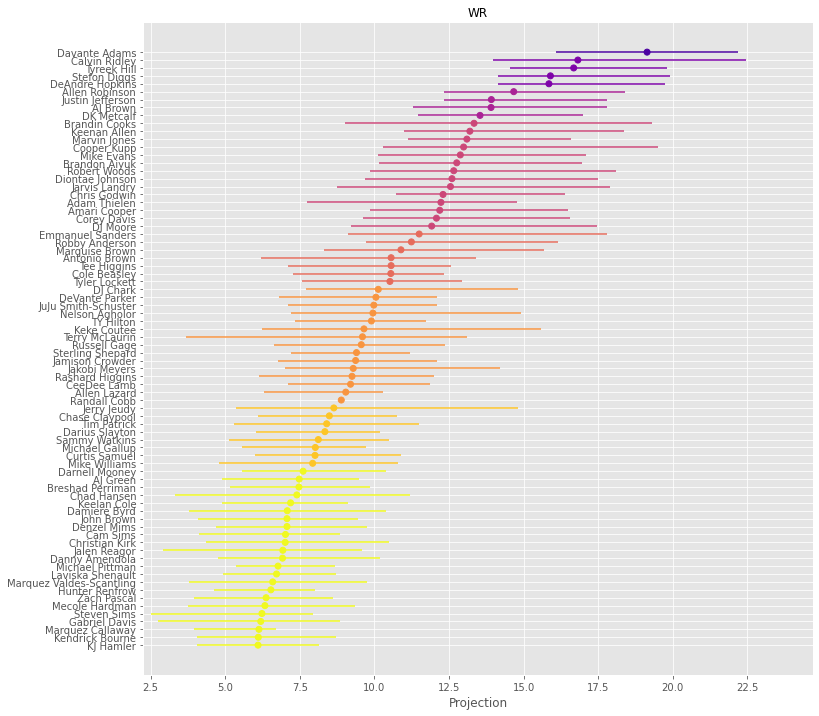 WR
Davante Adams
Calvin Ridley
Tyreek Hill
Stefon Diggs
DeAndre Hopkins
Allen Robinson
Justin Jefferson
AJ Brown
DK Metcalf
Brandin Cooks
Keenan Allen
Marvin Jones
Cooper Kupp
Mike Evans
Brandon Aiyuk
Robert Woods
Diontae Johnson
Jarvis Landry
Chris Godwin
Adam Thielen
Amari Cooper
Corey Davis
DJ Moore
Emmanuel Sanders
Robby Anderson
Marquise Brown
Antonio Brown
Tee Higgins
Cole Beasley
Tyler Lockett
DJ Chark
DeVante Parker
JuJu Smith-Schuster
Nelson Agholor
TY Hilton
Keke Coutee
Terry McLaurin
Russell Gage
Sterling Shepard
Jamison Crowder
Jakobi Meyers
Rashard Higgins
CeeDee Lamb
Allen Lazard
Randall Cobb
Jerry Jeudy
Chase Claypool
Tim Patrick
Darius Slayton
Sammy Watkins
Michael Gallup
Curtis Samuel
Mike Williams
Darnell Mooney
AJ Green
Breshad Perriman
Chad Hansen
Keelan Cole
Damiere Byrd
John Brown
Denzel Mims
Cam Sims
Christian Kirk
Jalen Reagor
Danny Amendola
Michael Pittman
Laviska Shenault
Marquez Valdes-Scantling
Hunter Renfrow
Zach Pascal
Mecole Hardman
Steven Sims
Gabriel Davis
Marquez Callaway
Kendrick Bourne
KJ Hamler
2.5 5.0 7.5 10.0 12.5 15.0 17.5 20.0 22.5
Projection